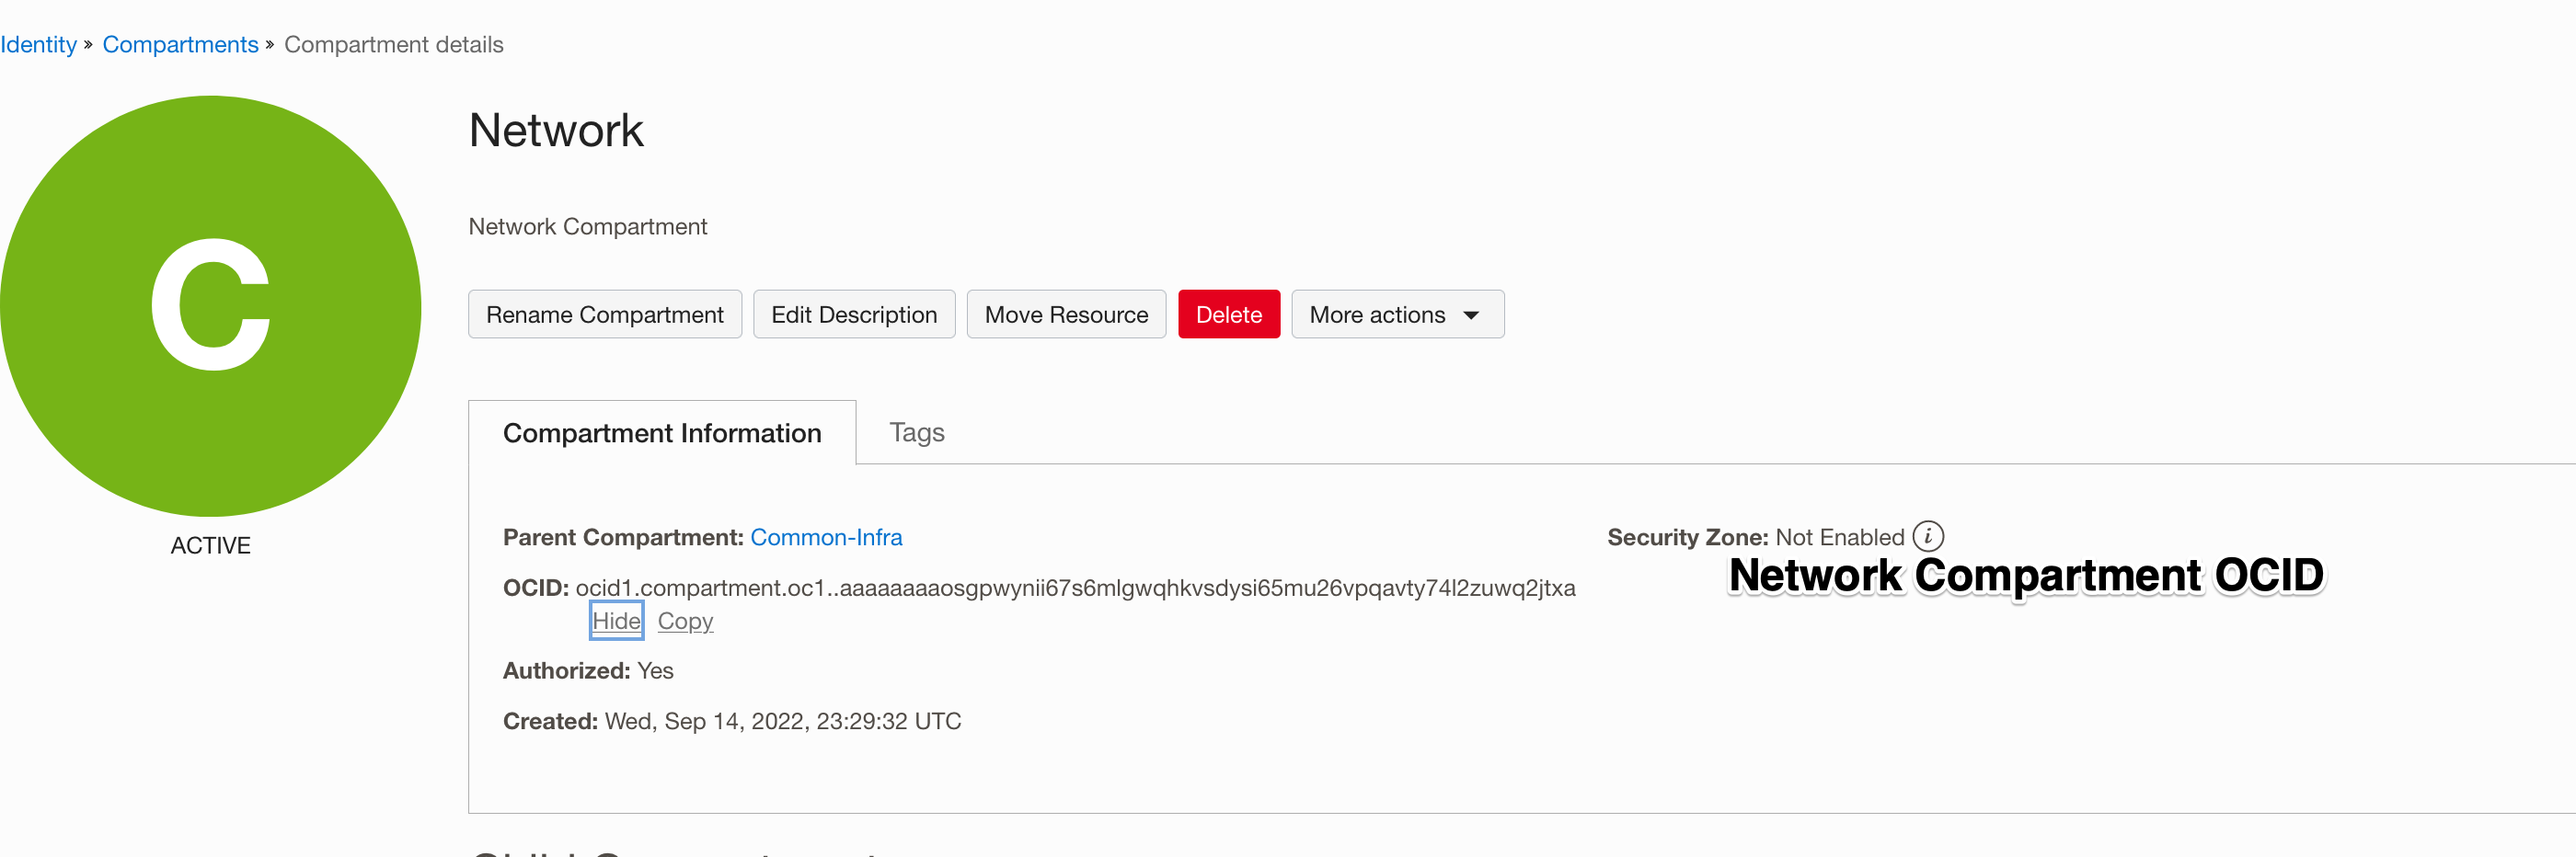 Identity » Compartments » Compartment details
C
ACTIVE
Network
Network Compartment
Rename Compartment Edit Description Move Resource Delete More actions
Compartment Information Tags
Parent Compartment: Common-Infra
OCID: ocid1.compartment.oc1..aaaaaaaaosgpwynii67s6mlgwqhkvsdysi65mu26vpqavty74l2zuwq2jtxa
Hide Copy
Authorized: Yes
Created: Wed, Sep 14, 2022, 23:29:32 UTC
Security Zone: Not Enabled i
Network Compartment OCID